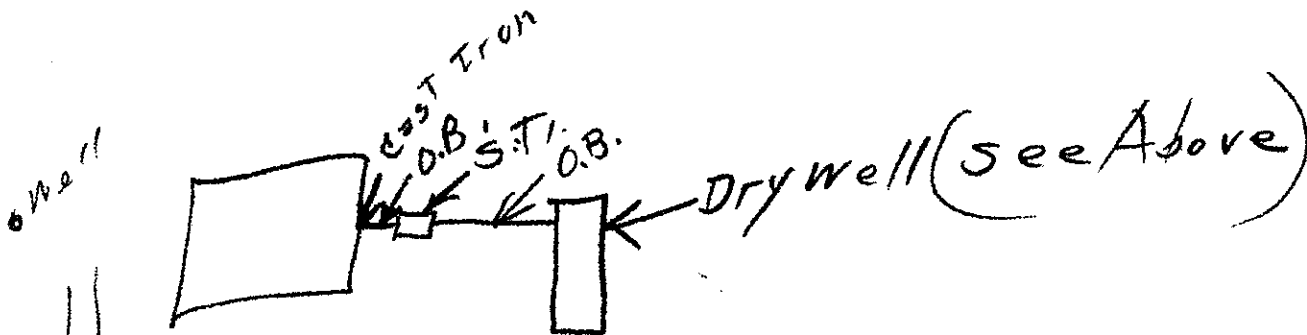 Well
Cast Iron
O.B.
S.T.
O.B.
Drywell (see Above)